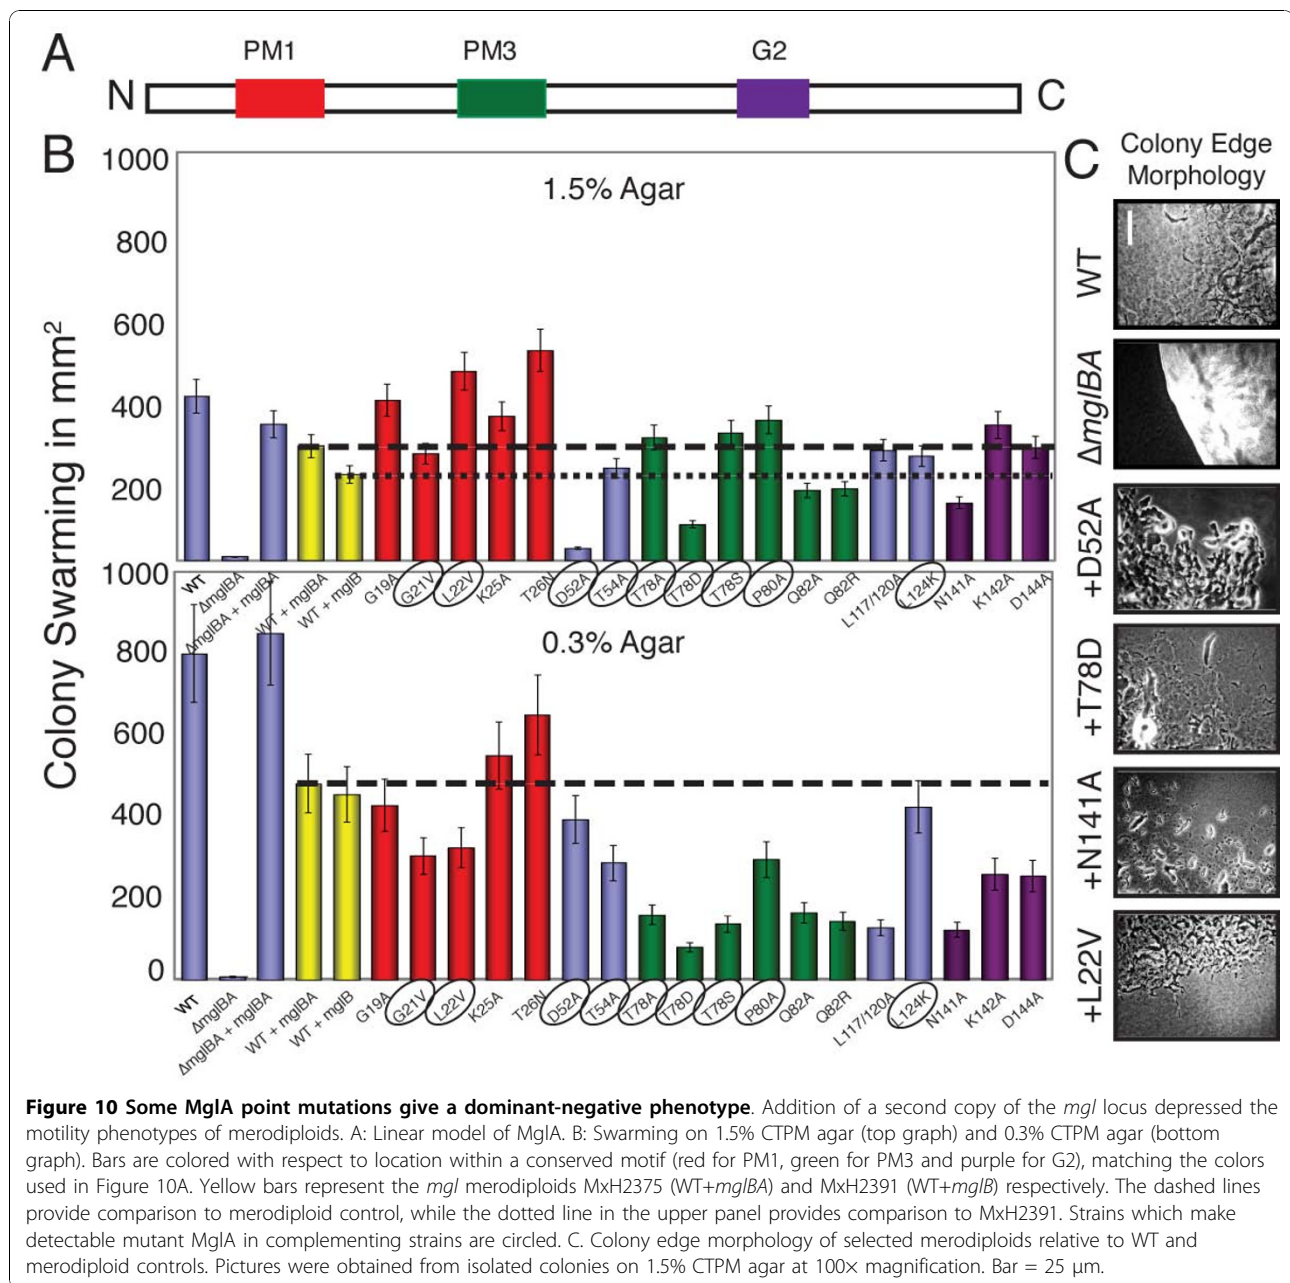 A
PM1 PM3 G2
N C
B
Colony Swarming in mm²
1000
800
600
400
200
1.5% Agar
WT
ΔmglBA
ΔmglBA + mglBA
WT + mglBA
WT + mglB
G19A
G21V
L22V
K25A
T26N
D52A
T54A
T78A
T78D
T78S
P80A
Q82A
Q82R
L117/120A
L124K
N141A
K142A
D144A
1000
800
600
400
200
0
0.3% Agar
WT
ΔmglBA
ΔmglBA + mglBA
WT + mglBA
WT + mglB
G19A
G21V
L22V
K25A
T26N
D52A
T54A
T78A
T78D
T78S
P80A
Q82A
Q82R
L117/120A
L124K
N141A
K142A
D144A
C
Colony Edge
Morphology
WT
ΔmglBA
+D52A
+T78D
+N141A
+L22V
Figure 10 Some MglA point mutations give a dominant-negative phenotype. Addition of a second copy of the mgl locus depressed the
motility phenotypes of merodiploids. A: Linear model of MglA. B: Swarming on 1.5% CTPM agar (top graph) and 0.3% CTPM agar (bottom
graph). Bars are colored with respect to location within a conserved motif (red for PM1, green for PM3 and purple for G2), matching the colors
used in Figure 10A. Yellow bars represent the mgl merodiploids MxH2375 (WT+mglBA) and MxH2391 (WT+mglB) respectively. The dashed lines
provide comparison to merodiploid control, while the dotted line in the upper panel provides comparison to MxH2391. Strains which make
detectable mutant MglA in complementing strains are circled. C. Colony edge morphology of selected merodiploids relative to WT and
merodiploid controls. Pictures were obtained from isolated colonies on 1.5% CTPM agar at 100× magnification. Bar = 25 μm.